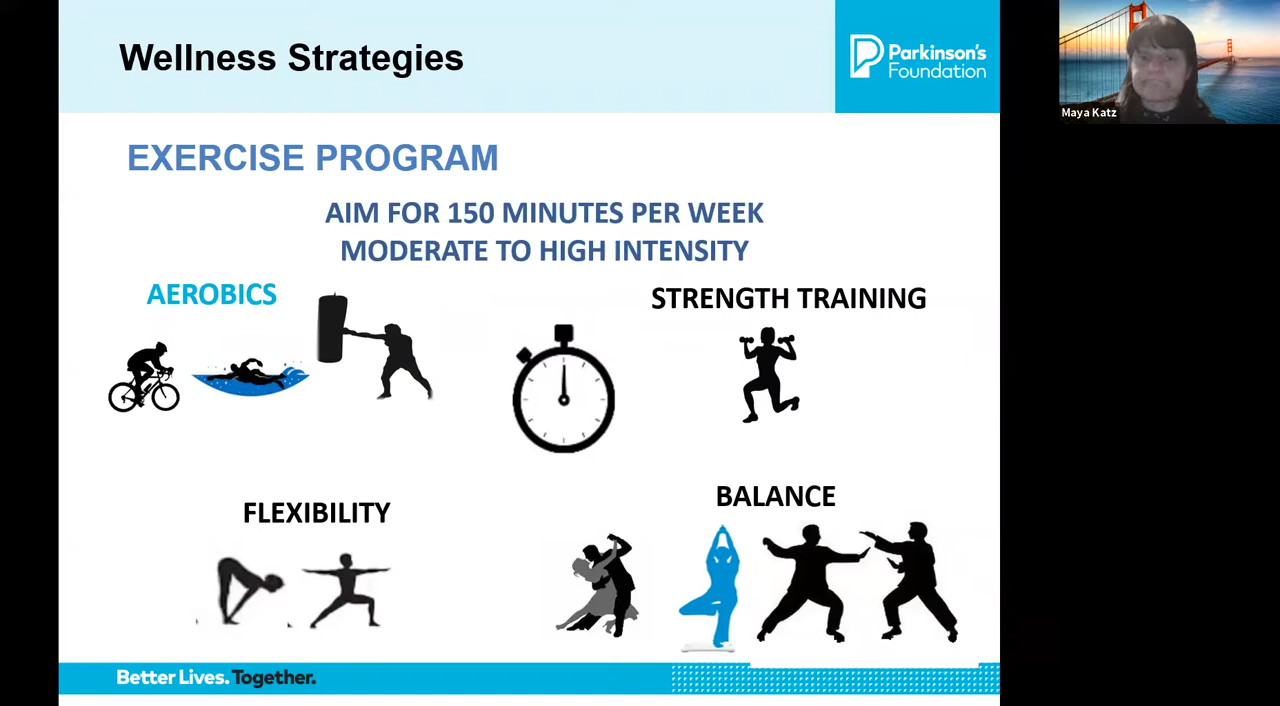 Wellness Strategies
Parkinson's
Foundation
Maya Katz
EXERCISE PROGRAM
AIM FOR 150 MINUTES PER WEEK
MODERATE TO HIGH INTENSITY
AEROBICS
STRENGTH TRAINING
FLEXIBILITY
BALANCE
Better Lives. Together.